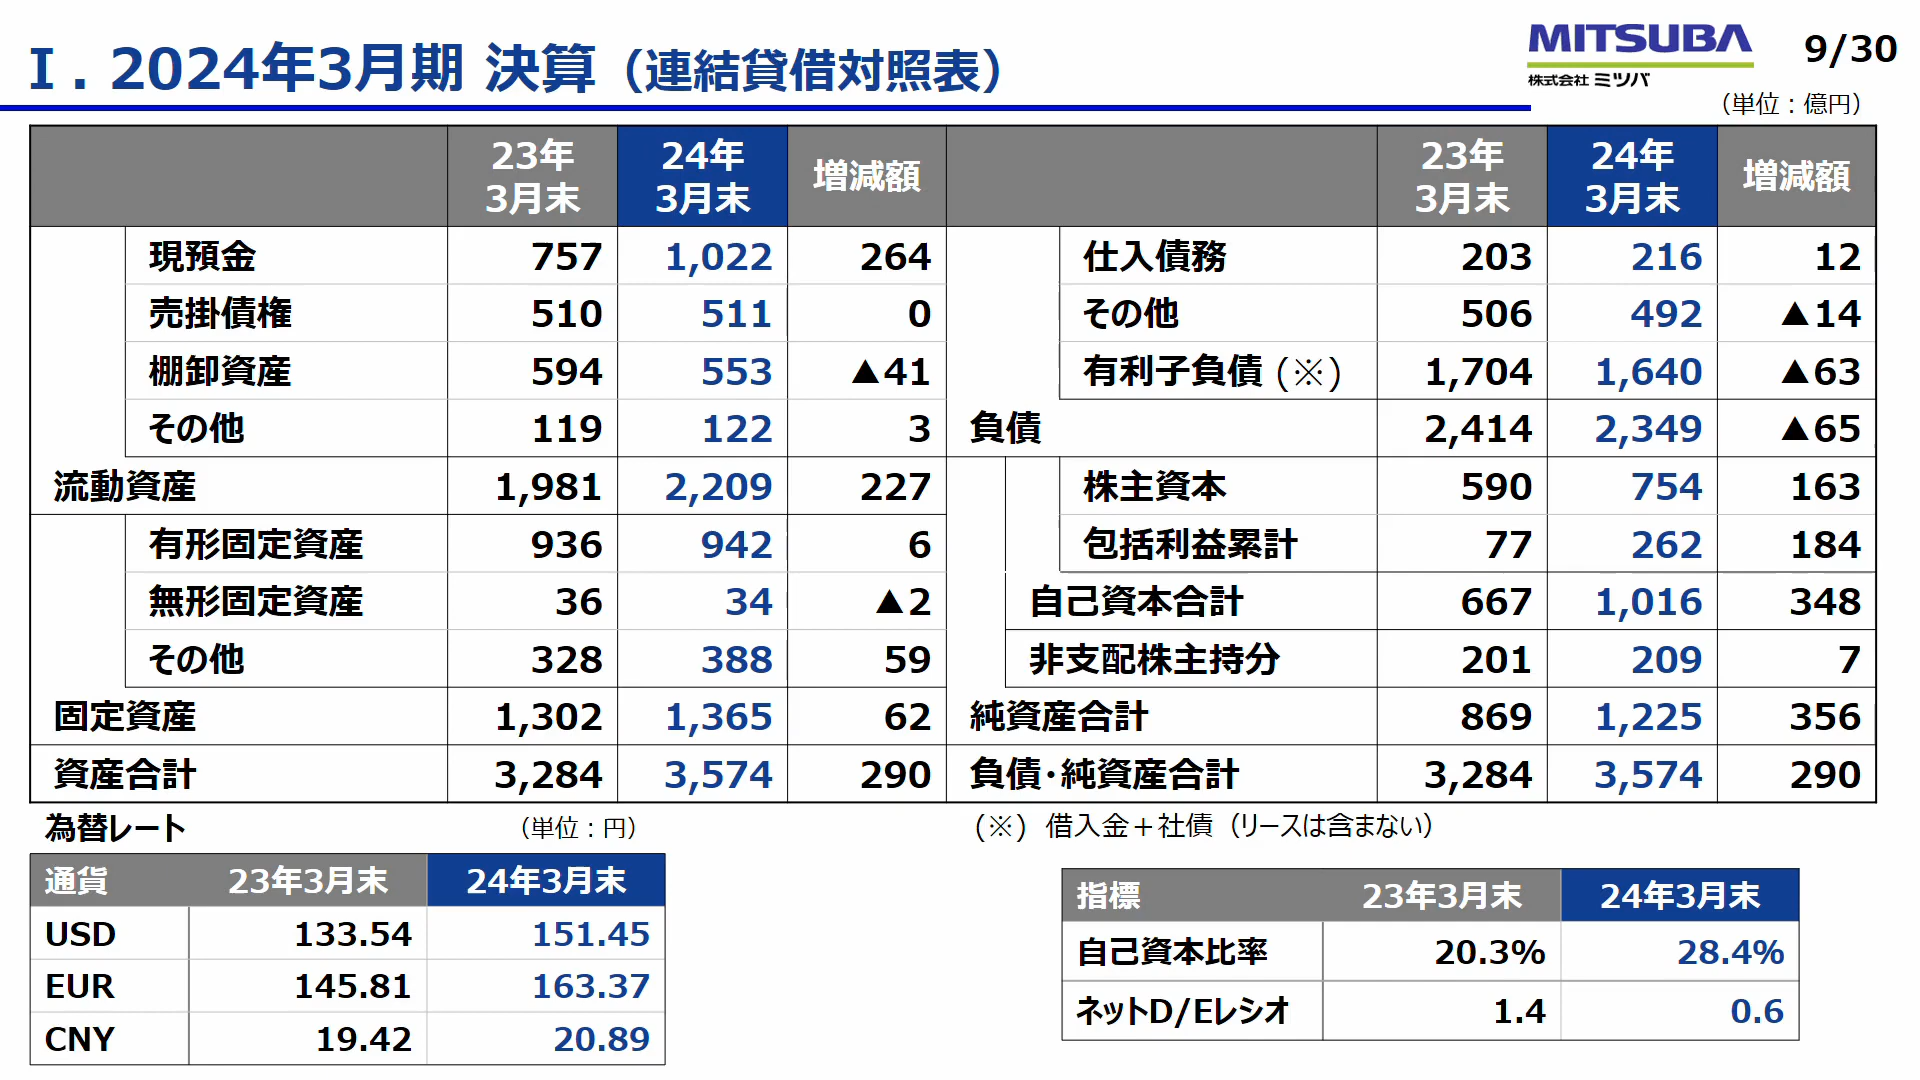 Ⅰ. 2024年3月期 決算（連結貸借対照表）
MITSUBA
株式会社 ミツバ
9/30
（単位：億円）
23年3月末 24年3月末 増減額 23年3月末 24年3月末 増減額
現預金 757 1,022 264 仕入債務 203 216 12
売掛債権 510 511 0 その他 506 492 ▲14
棚卸資産 594 553 ▲41 有利子負債（※） 1,704 1,640 ▲63
その他 119 122 3 負債 2,414 2,349 ▲65
流動資産 1,981 2,209 227 株主資本 590 754 163
有形固定資産 936 942 6 包括利益累計 77 262 184
無形固定資産 36 34 ▲2 自己資本合計 667 1,016 348
その他 328 388 59 非支配株主持分 201 209 7
固定資産 1,302 1,365 62 純資産合計 869 1,225 356
資産合計 3,284 3,574 290 負債・純資産合計 3,284 3,574 290
為替レート （単位：円）
（※）借入金＋社債（リースは含まない）
通貨 23年3月末 24年3月末
USD 133.54 151.45
EUR 145.81 163.37
CNY 19.42 20.89
指標 23年3月末 24年3月末
自己資本比率 20.3% 28.4%
ネットD/Eレシオ 1.4 0.6